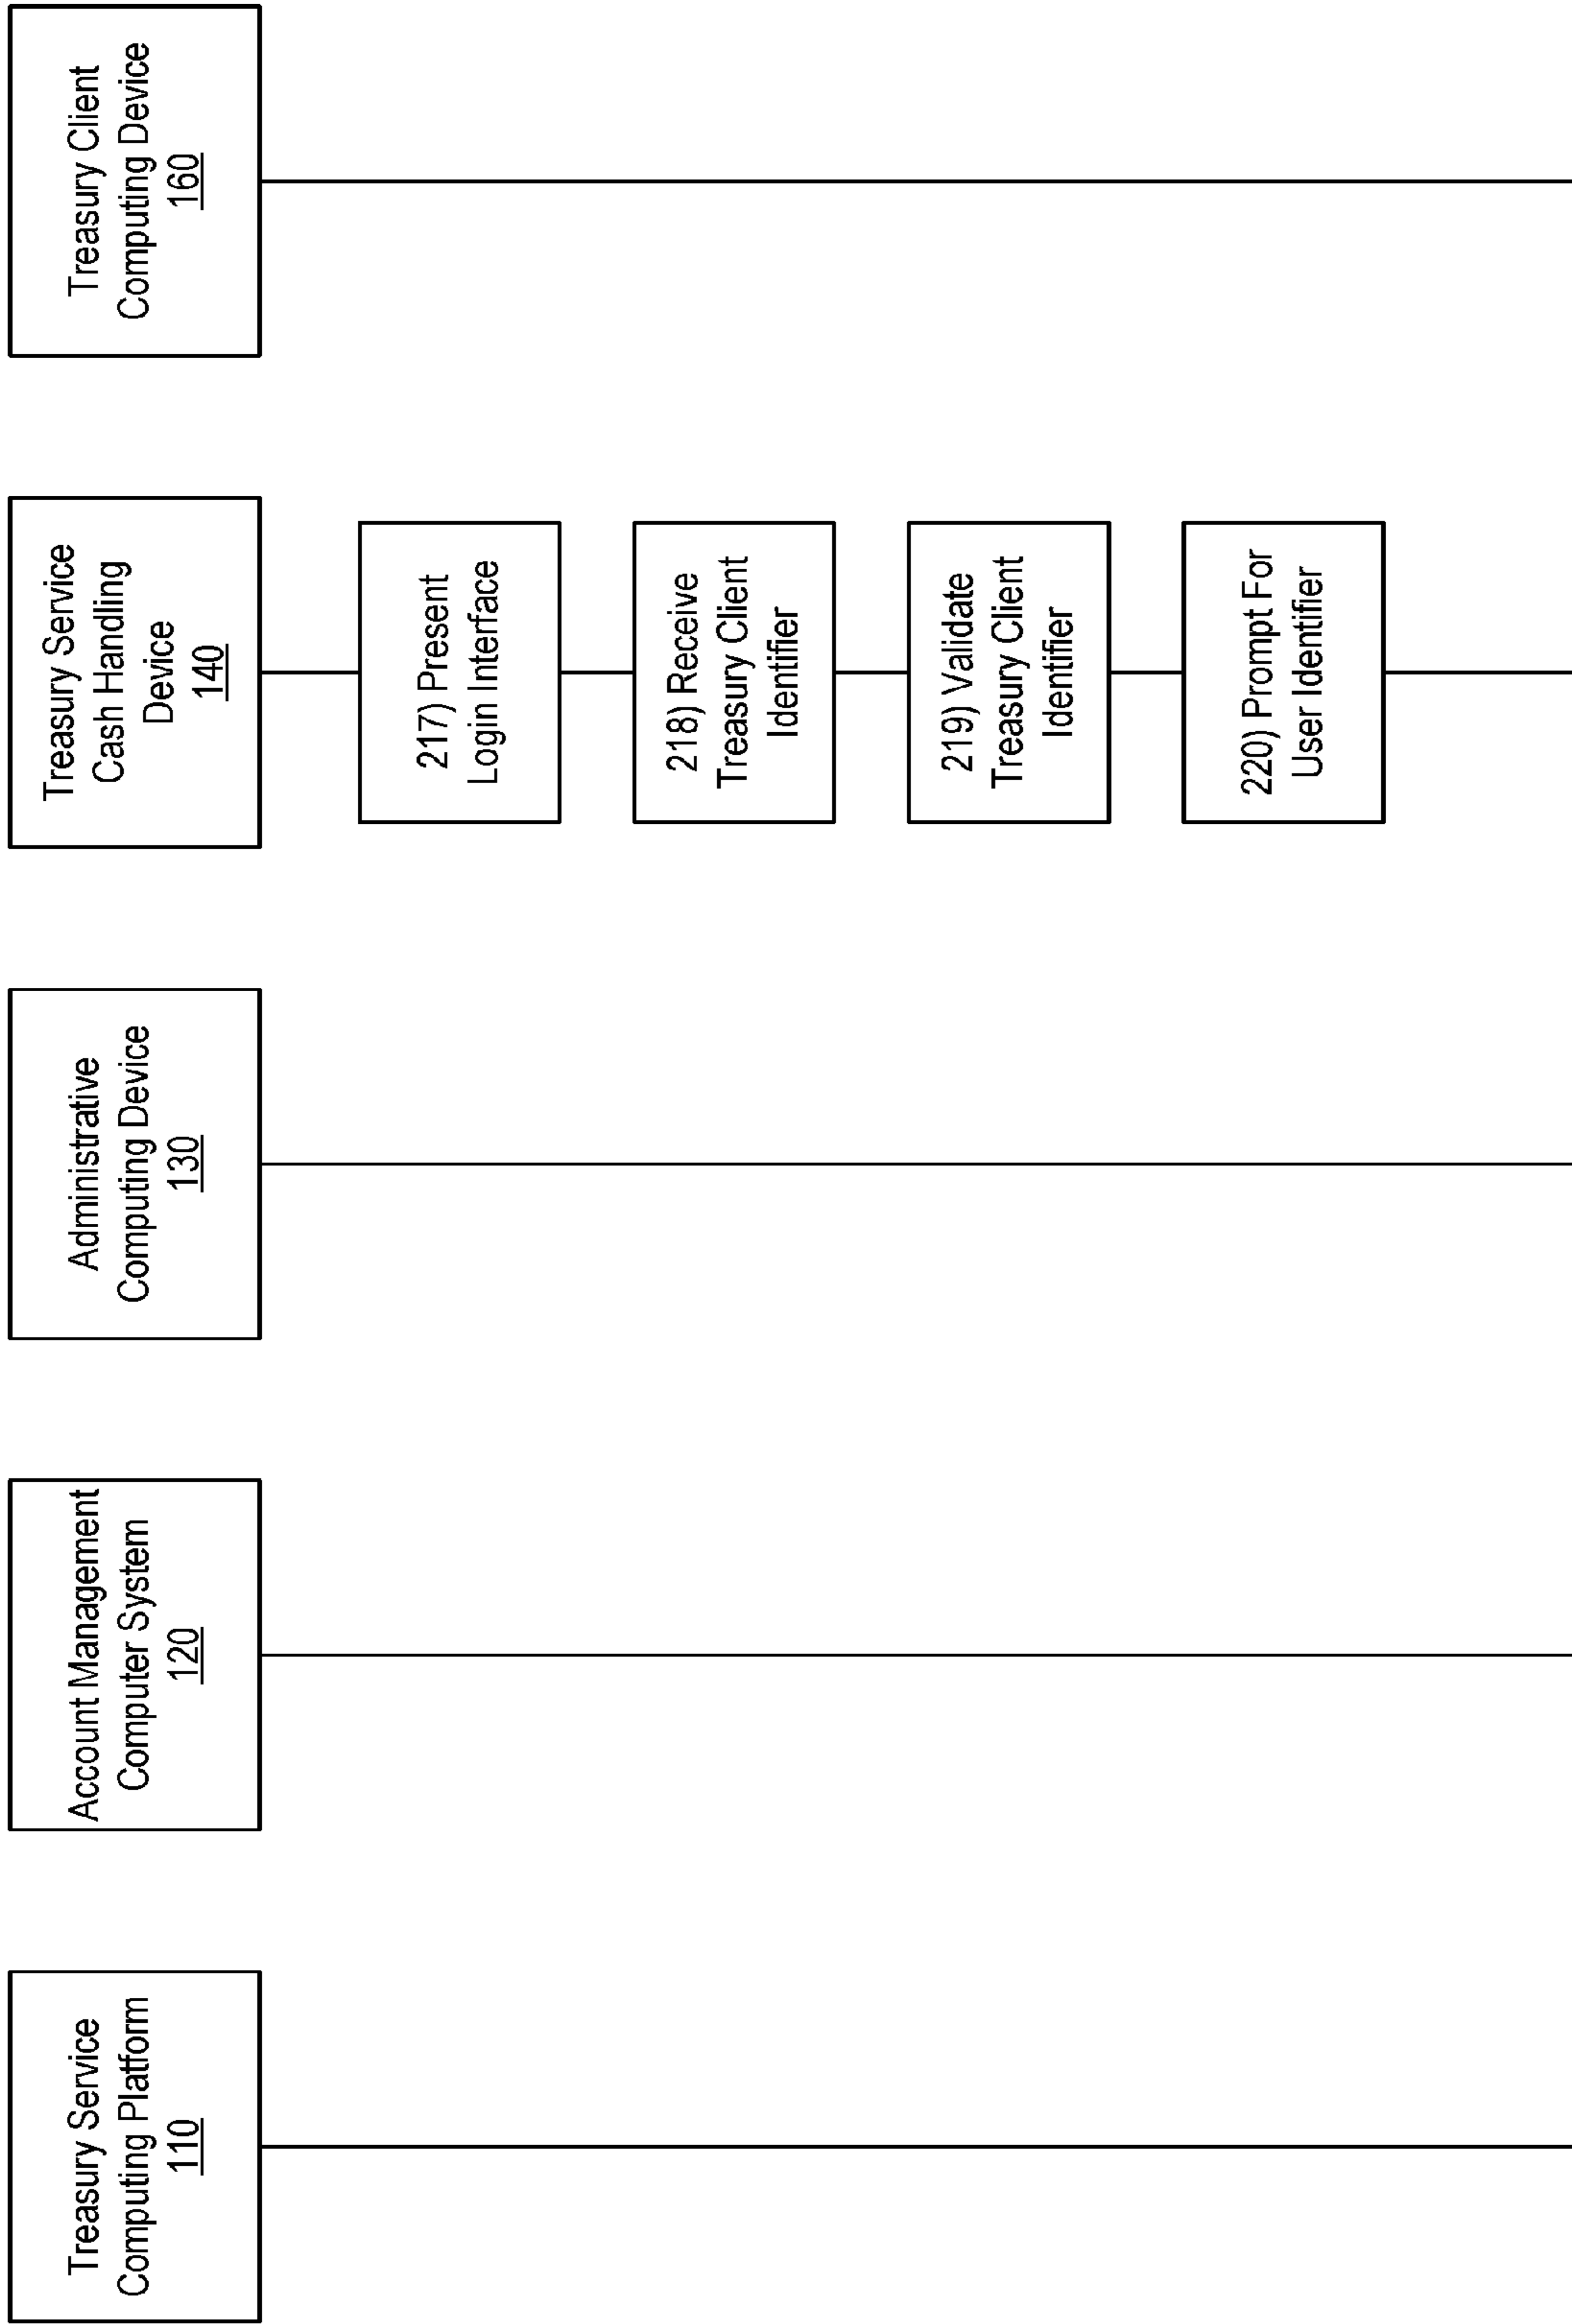 Treasury Service
Computing Platform
110
Account Management
Computer System
120
Administrative
Computing Device
130
Treasury Service
Cash Handling
Device
140
Treasury Client
Computing Device
160
217) Present
Login Interface
218) Receive
Treasury Client
Identifier
219) Validate
Treasury Client
Identifier
220) Prompt For
User Identifier